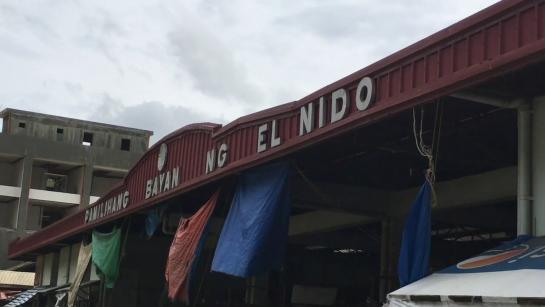 PAMILIHANG BAYAN NG EL NIDO